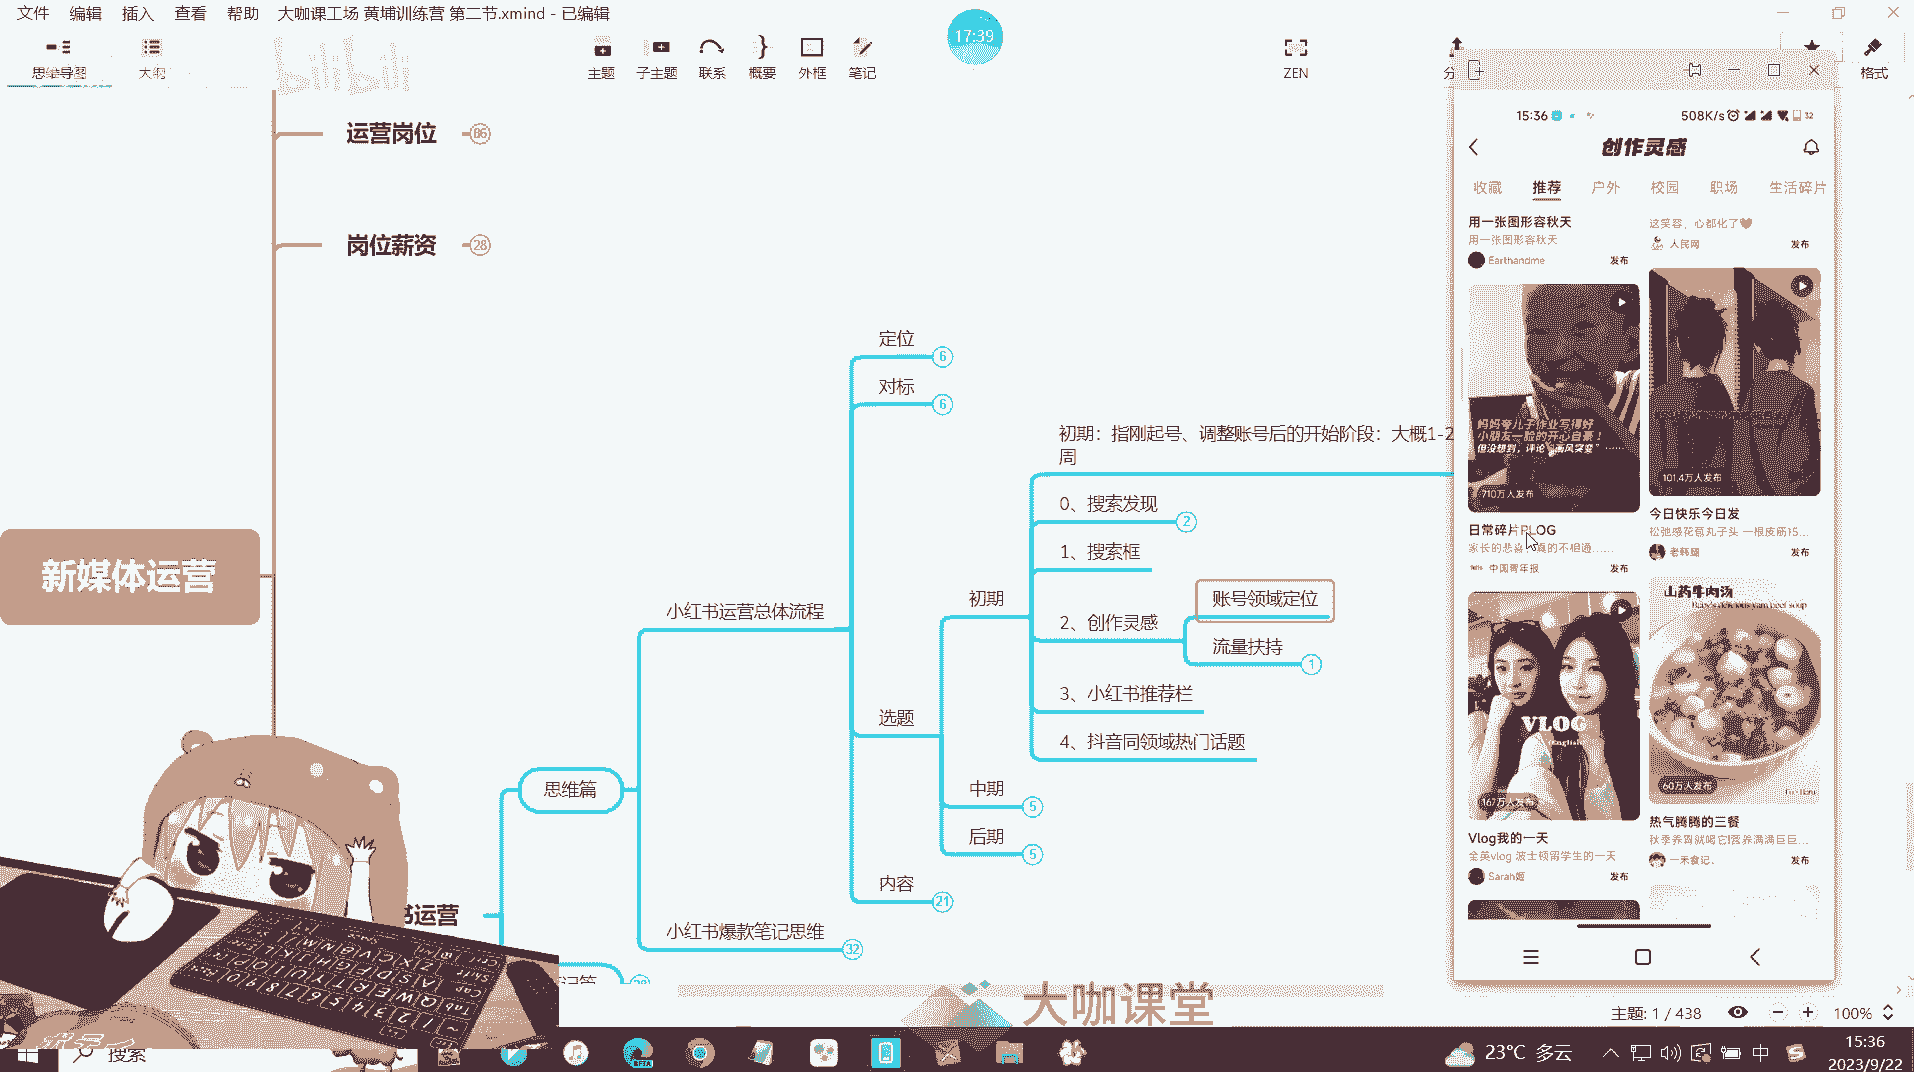 文件 编辑 插入 查看 帮助 大咖课工场 黄埔训练营 第二节.xmind - 已编辑
思维导图 大纲
bilibili
主题 子主题 联系 概要 外框 笔记
17:39
ZEN
分
格式
运营岗位 66
岗位薪资 28
新媒体运营
思维篇
小红书运营总体流程
定位 6
对标 6
选题
初期
初期：指刚起号、调整账号后的开始阶段：大概1-2
周
0、搜索发现 2
1、搜索框
2、创作灵感
账号领域定位
流量扶持 1
3、小红书推荐栏
4、抖音同领域热门话题
中期 5
后期 5
内容 21
小红书爆款笔记思维 32
书运营
大咖课堂
15:36 508K/s 32
创作灵感
收藏 推荐 户外 校园 职场 生活碎片
用一张图形容秋天
用一张图形容秋天
Earthandme 发布
这笑容，心都化了
人民网 发布
妈妈夸儿子作业写得好
小朋友一脸的开心自豪！
但没想到，评论“画风突变”……
710万人发布
日常碎片PLOG
家长的悲喜 真的不相通……
中国青年报 发布
101.4万人发布
今日快乐今日发
松弛感花苞丸子头 一根皮筋
发布
VLOG
(English)
167万人发布
Vlog我的一天
全英vlog 波士顿留学生的一天
Sarah姬 发布
山药牛肉汤
60万人发布
热气腾腾的三餐
一禾食记. 发布
主题: 1 / 438 100%
搜索
BETA
23°C 多云
中
15:36
2023/9/22